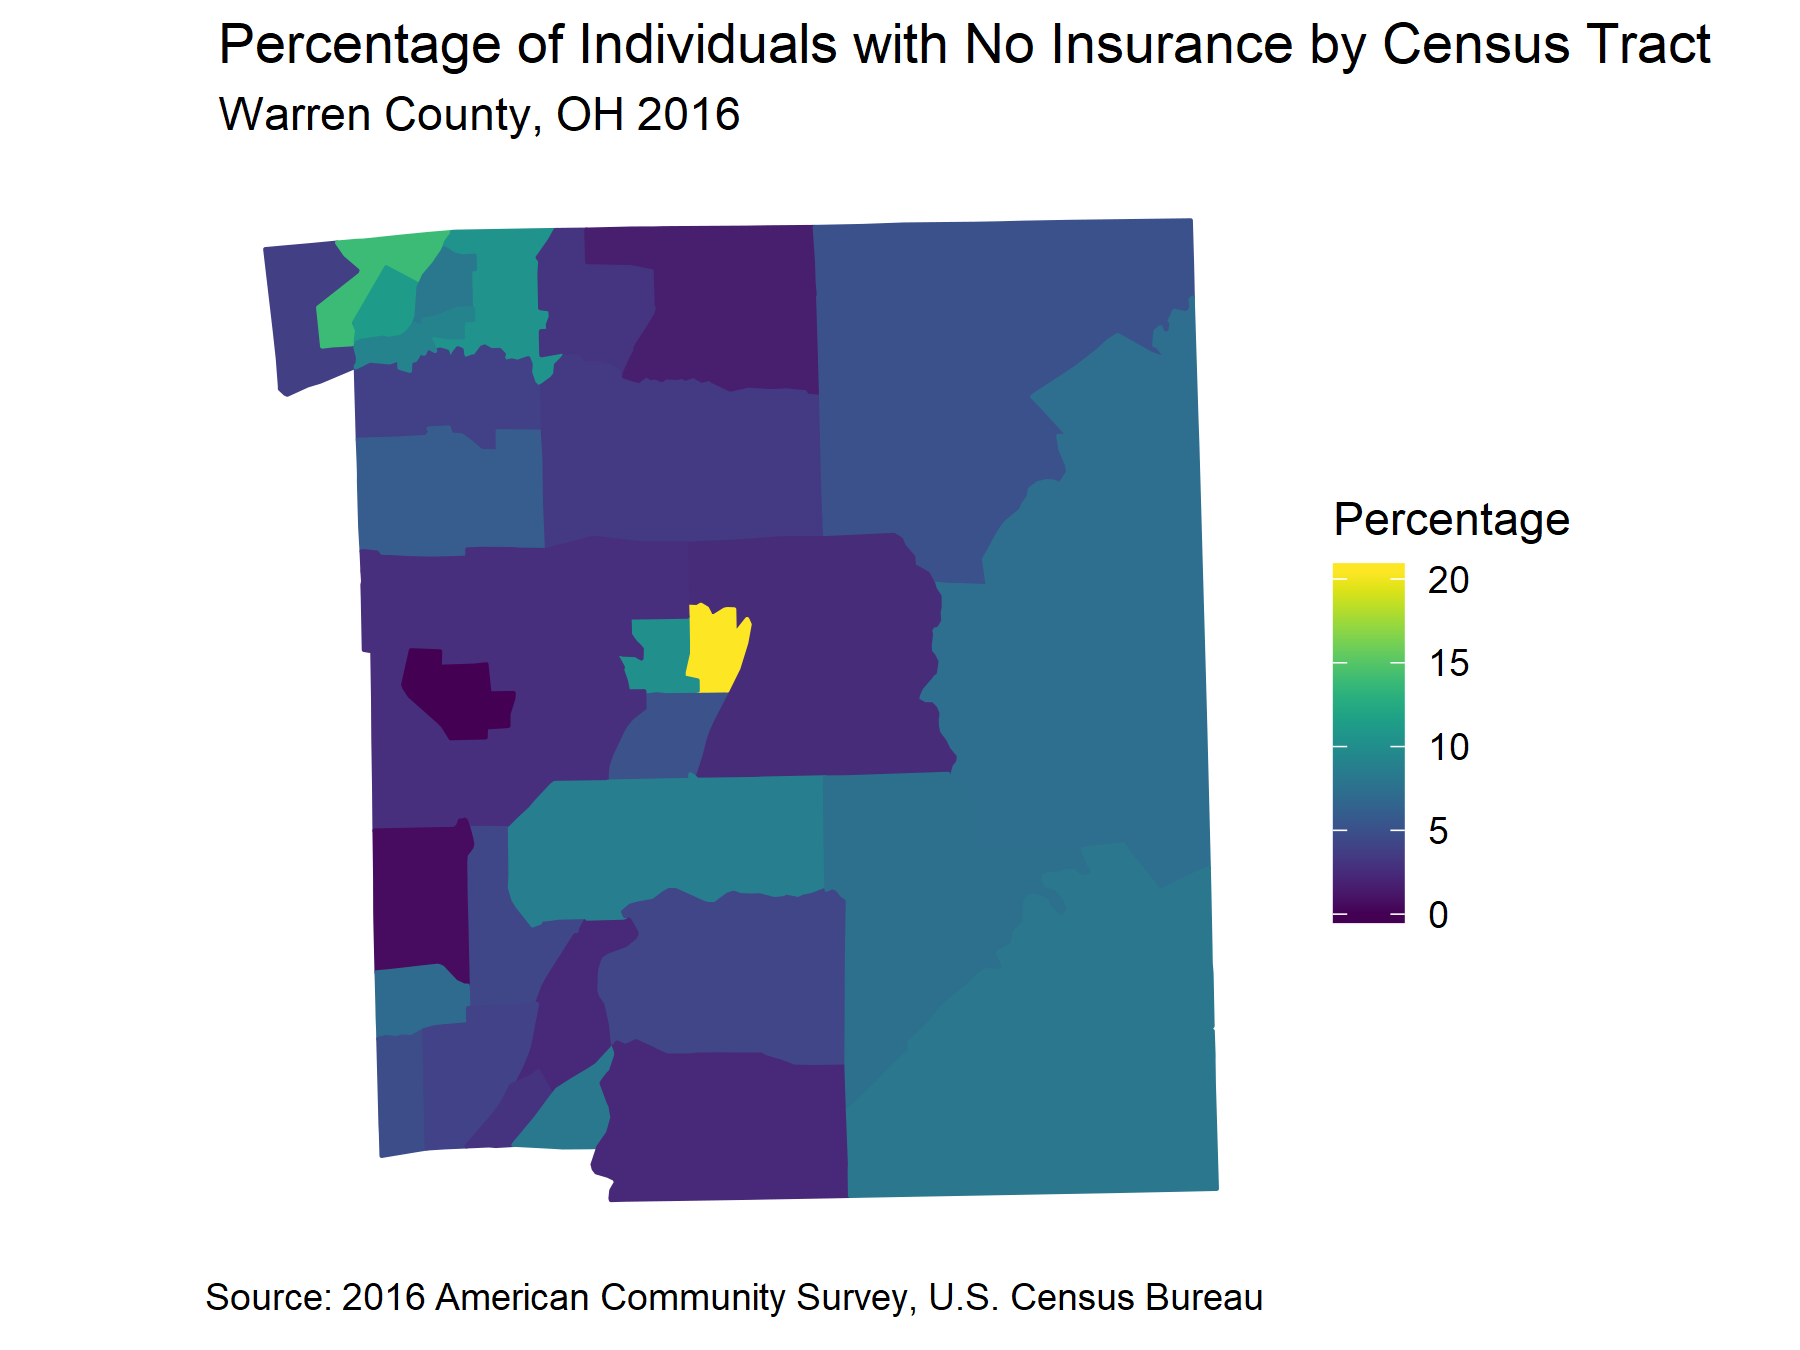 Percentage of Individuals with No Insurance by Census Tract
Warren County, OH 2016
Percentage
20
15
10
5
0
Source: 2016 American Community Survey, U.S. Census Bureau